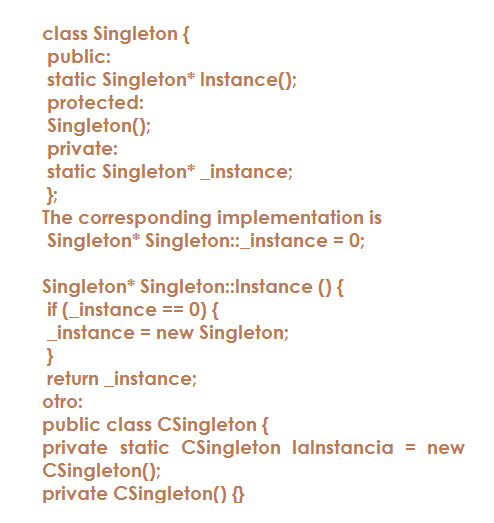 class Singleton {
public:
static Singleton* Instance();
protected:
Singleton();
private:
static Singleton* _instance;
};
The corresponding implementation is
Singleton* Singleton::_instance = 0;
Singleton* Singleton::Instance () {
if (_instance == 0) {
_instance = new Singleton;
}
return _instance;
otro:
public class CSingleton {
private static CSingleton laInstancia = new
CSingleton();
private CSingleton() {}